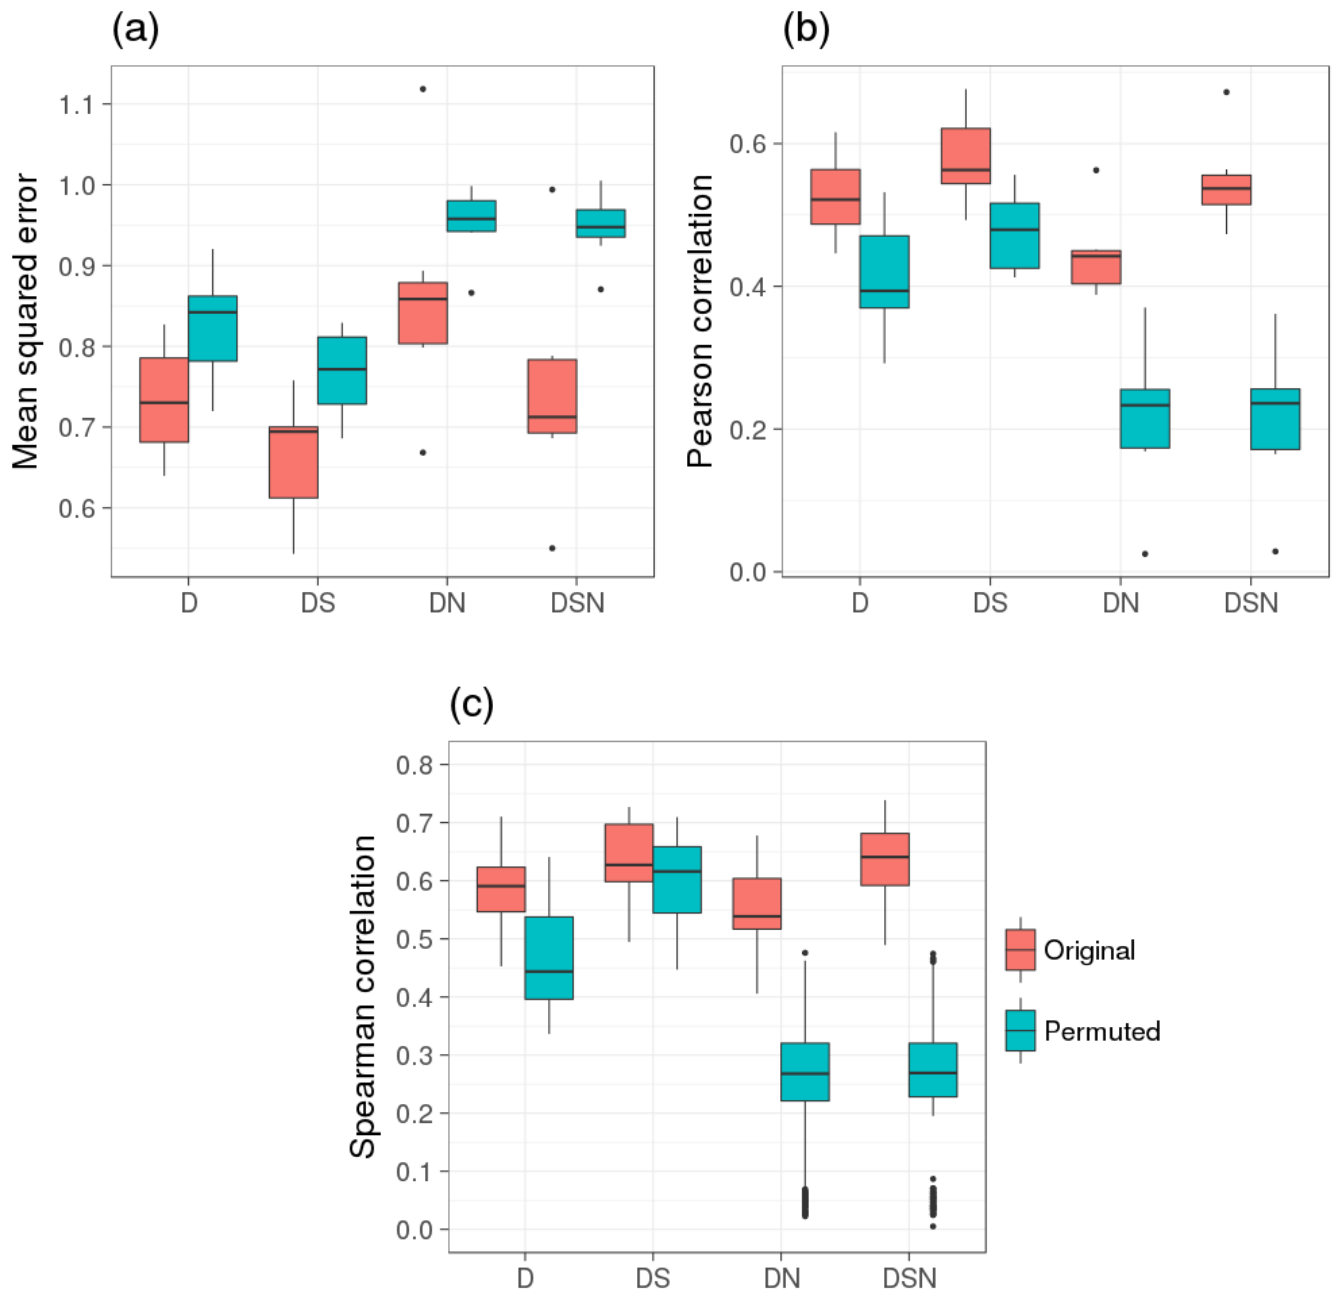 (a)
Mean squared error
1.1
1.0
0.9
0.8
0.7
0.6
D DS DN DSN
(b)
Pearson correlation
0.6
0.4
0.2
0.0
D DS DN DSN
(c)
Spearman correlation
0.8
0.7
0.6
0.5
0.4
0.3
0.2
0.1
0.0
D DS DN DSN
Original
Permuted